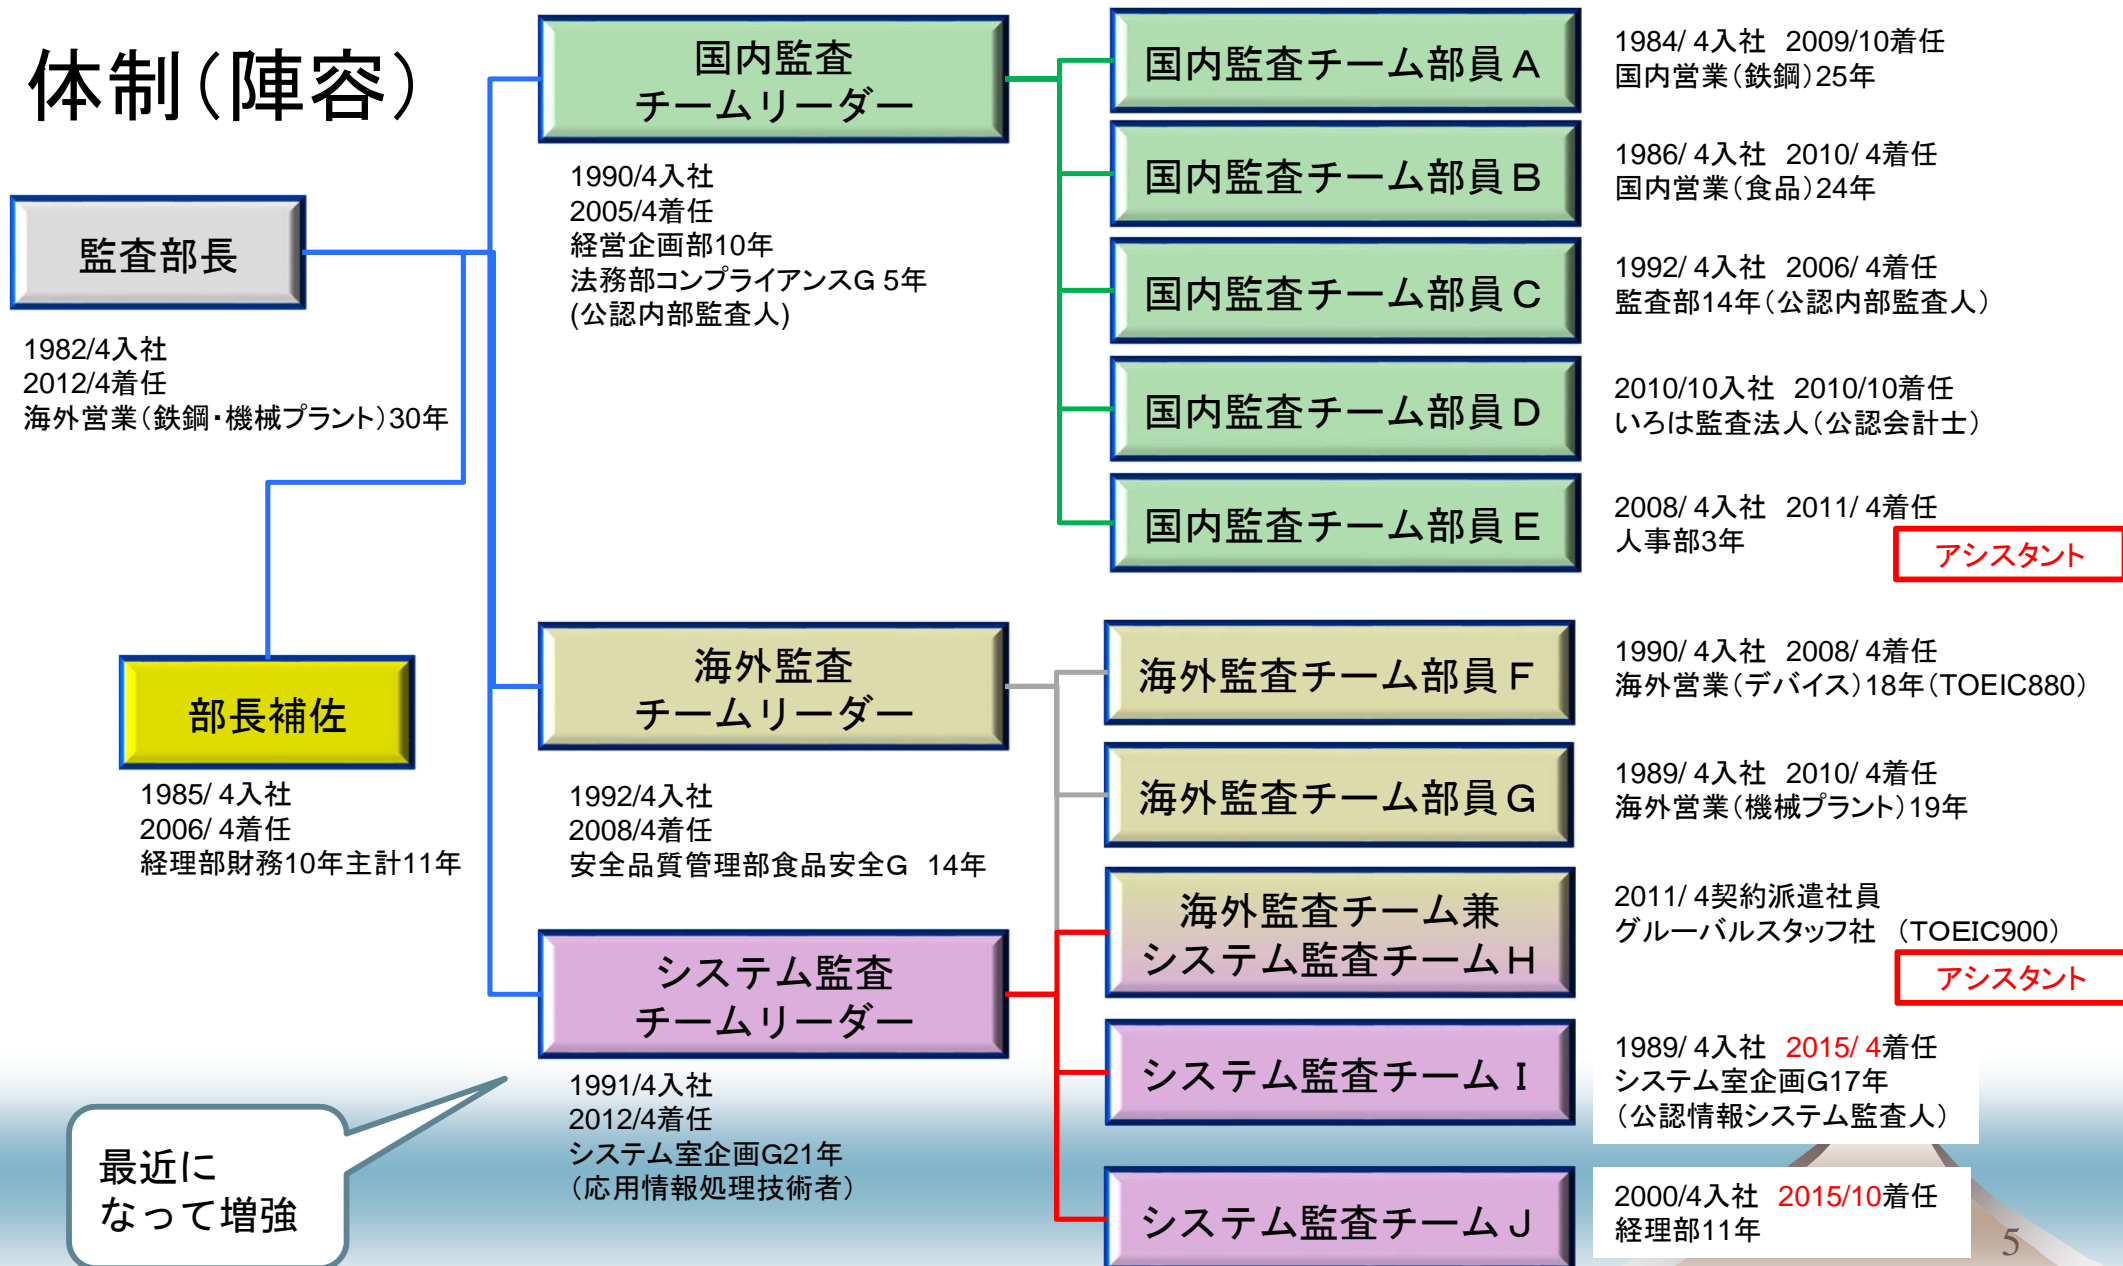 体制(陣容)
監査部長
1982/4入社
2012/4着任
海外営業(鉄鋼・機械プラント)30年
部長補佐
1985/ 4入社
2006/ 4着任
経理部財務10年主計11年
国内監査
チームリーダー
1990/4入社
2005/4着任
経営企画部10年
法務部コンプライアンスG 5年
(公認内部監査人)
国内監査チーム部員A
1984/ 4入社 2009/10着任
国内営業(鉄鋼)25年
国内監査チーム部員B
1986/ 4入社 2010/ 4着任
国内営業(食品)24年
国内監査チーム部員C
1992/ 4入社 2006/ 4着任
監査部14年(公認内部監査人)
国内監査チーム部員D
2010/10入社 2010/10着任
いろは監査法人(公認会計士)
国内監査チーム部員E
2008/ 4入社 2011/ 4着任
人事部3年
アシスタント
海外監査
チームリーダー
1992/4入社
2008/4着任
安全品質管理部食品安全G 14年
海外監査チーム部員F
1990/ 4入社 2008/ 4着任
海外営業(デバイス)18年(TOEIC880)
海外監査チーム部員G
1989/ 4入社 2010/ 4着任
海外営業(機械プラント)19年
海外監査チーム兼
システム監査チームH
2011/ 4契約派遣社員
グルーバルスタッフ社 (TOEIC900)
アシスタント
システム監査
チームリーダー
1991/4入社
2012/4着任
システム室企画G21年
(応用情報処理技術者)
システム監査チームI
1989/ 4入社 2015/ 4着任
システム室企画G17年
(公認情報システム監査人)
システム監査チームJ
2000/4入社 2015/10着任
経理部11年
最近に
なって増強
5